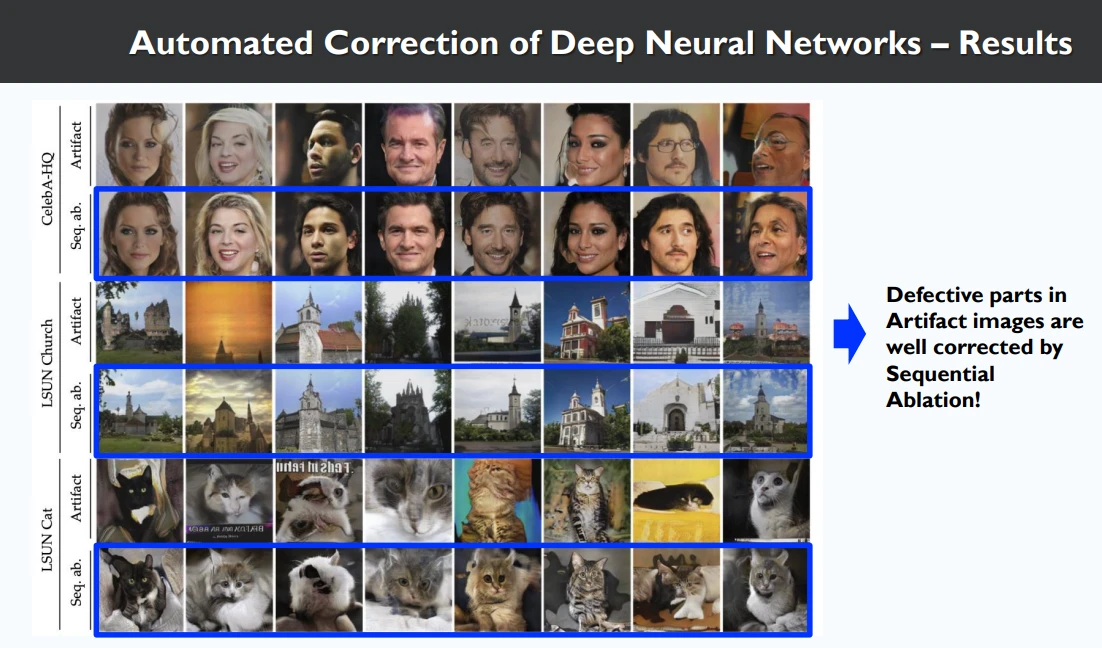 Automated Correction of Deep Neural Networks – Results
CelebA-HQ
Artifact
Seq. ab.
LSUN Church
Artifact
Seq. ab.
LSUN Cat
Artifact
Seq. ab.
Defective parts in
Artifact images are
well corrected by
Sequential
Ablation!